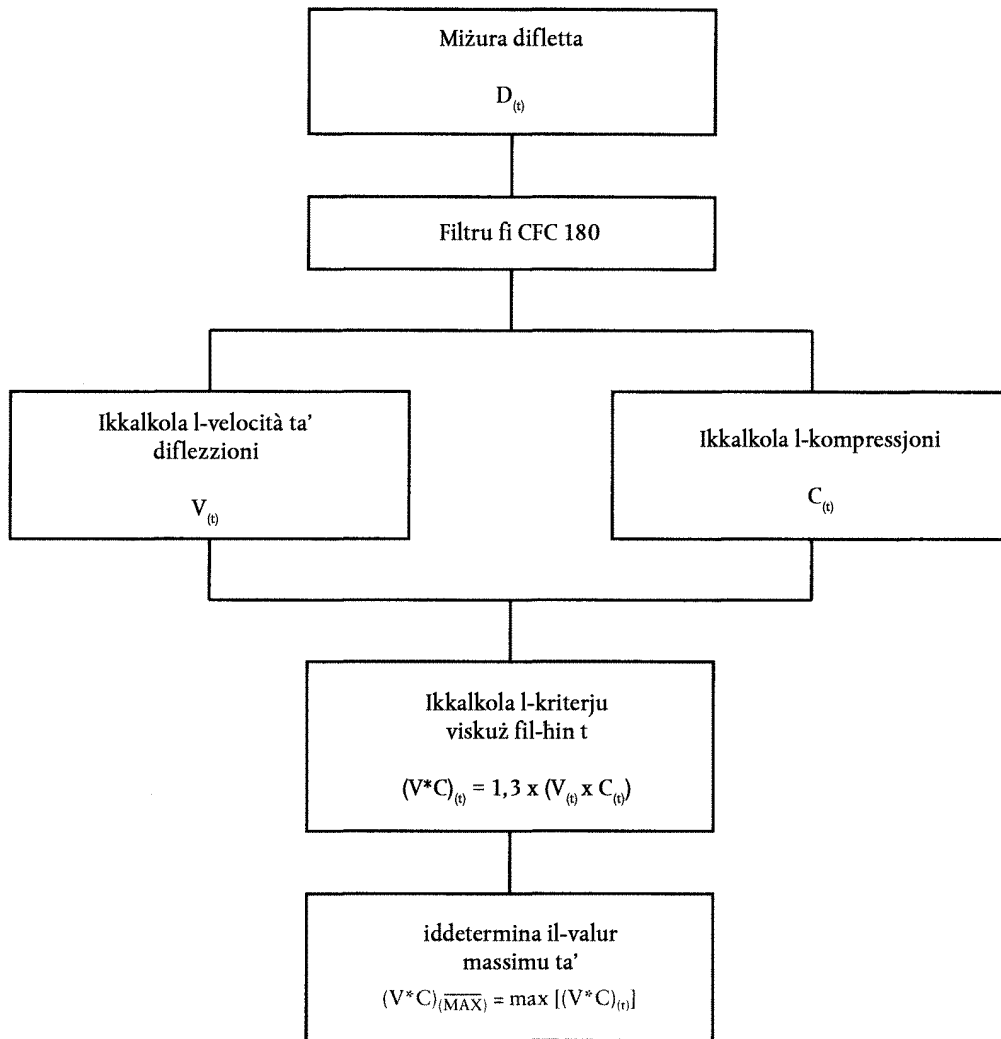 Miżura difletta
D(t)
Filtru fi CFC 180
Ikkalkola l-velocità ta'
diflezzjoni
V(t)
Ikkalkola l-kompressjoni
C(t)
Ikkalkola l-kriterju
viskuż fil-ħin t
(V*C)(t) = 1,3 x (V(t) x C(t))
iddetermina il-valur
massimu ta'
(V*C)(MAX) = max [(V*C)(t)]